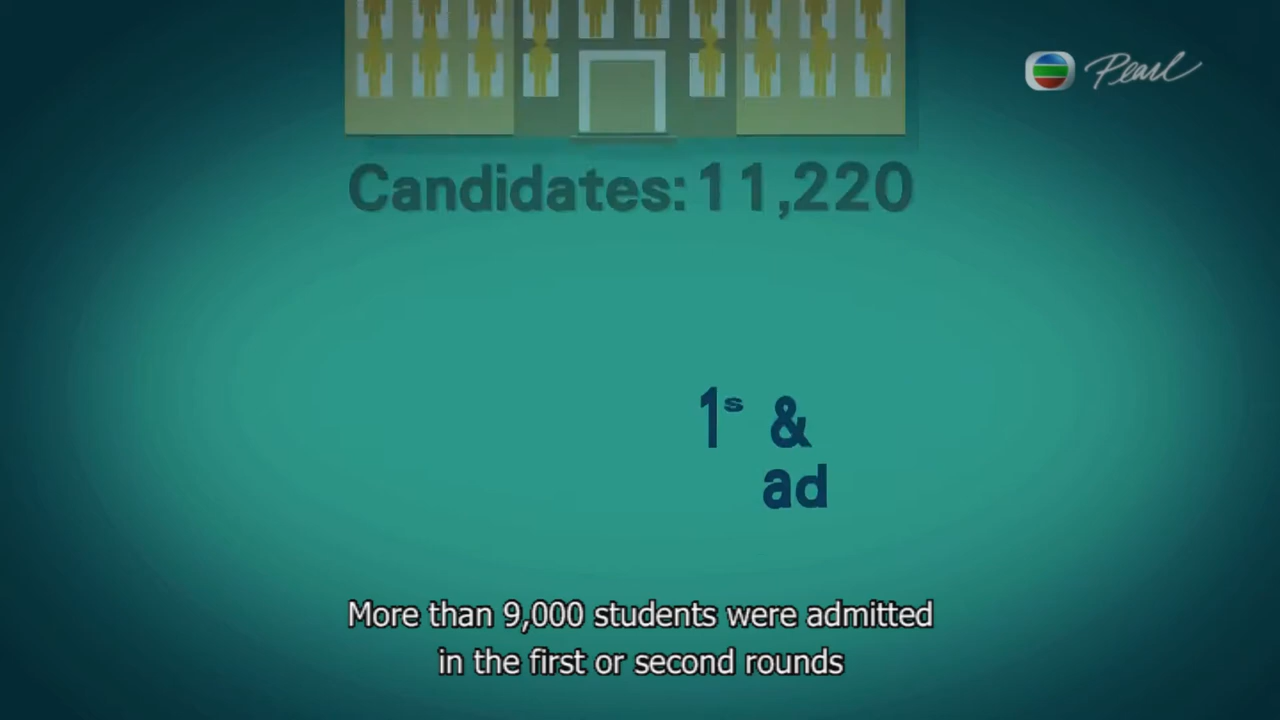 Pearl
Candidates: 11,220
1s &
ad
More than 9,000 students were admitted
in the first or second rounds